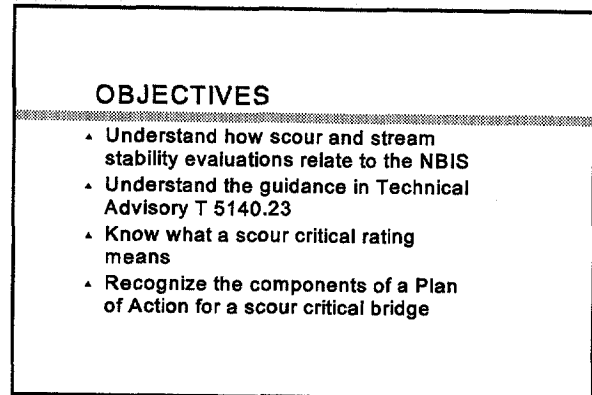 OBJECTIVES
▲ Understand how scour and stream
stability evaluations relate to the NBIS
▲ Understand the guidance in Technical
Advisory T 5140.23
▲ Know what a scour critical rating
means
▲ Recognize the components of a Plan
of Action for a scour critical bridge